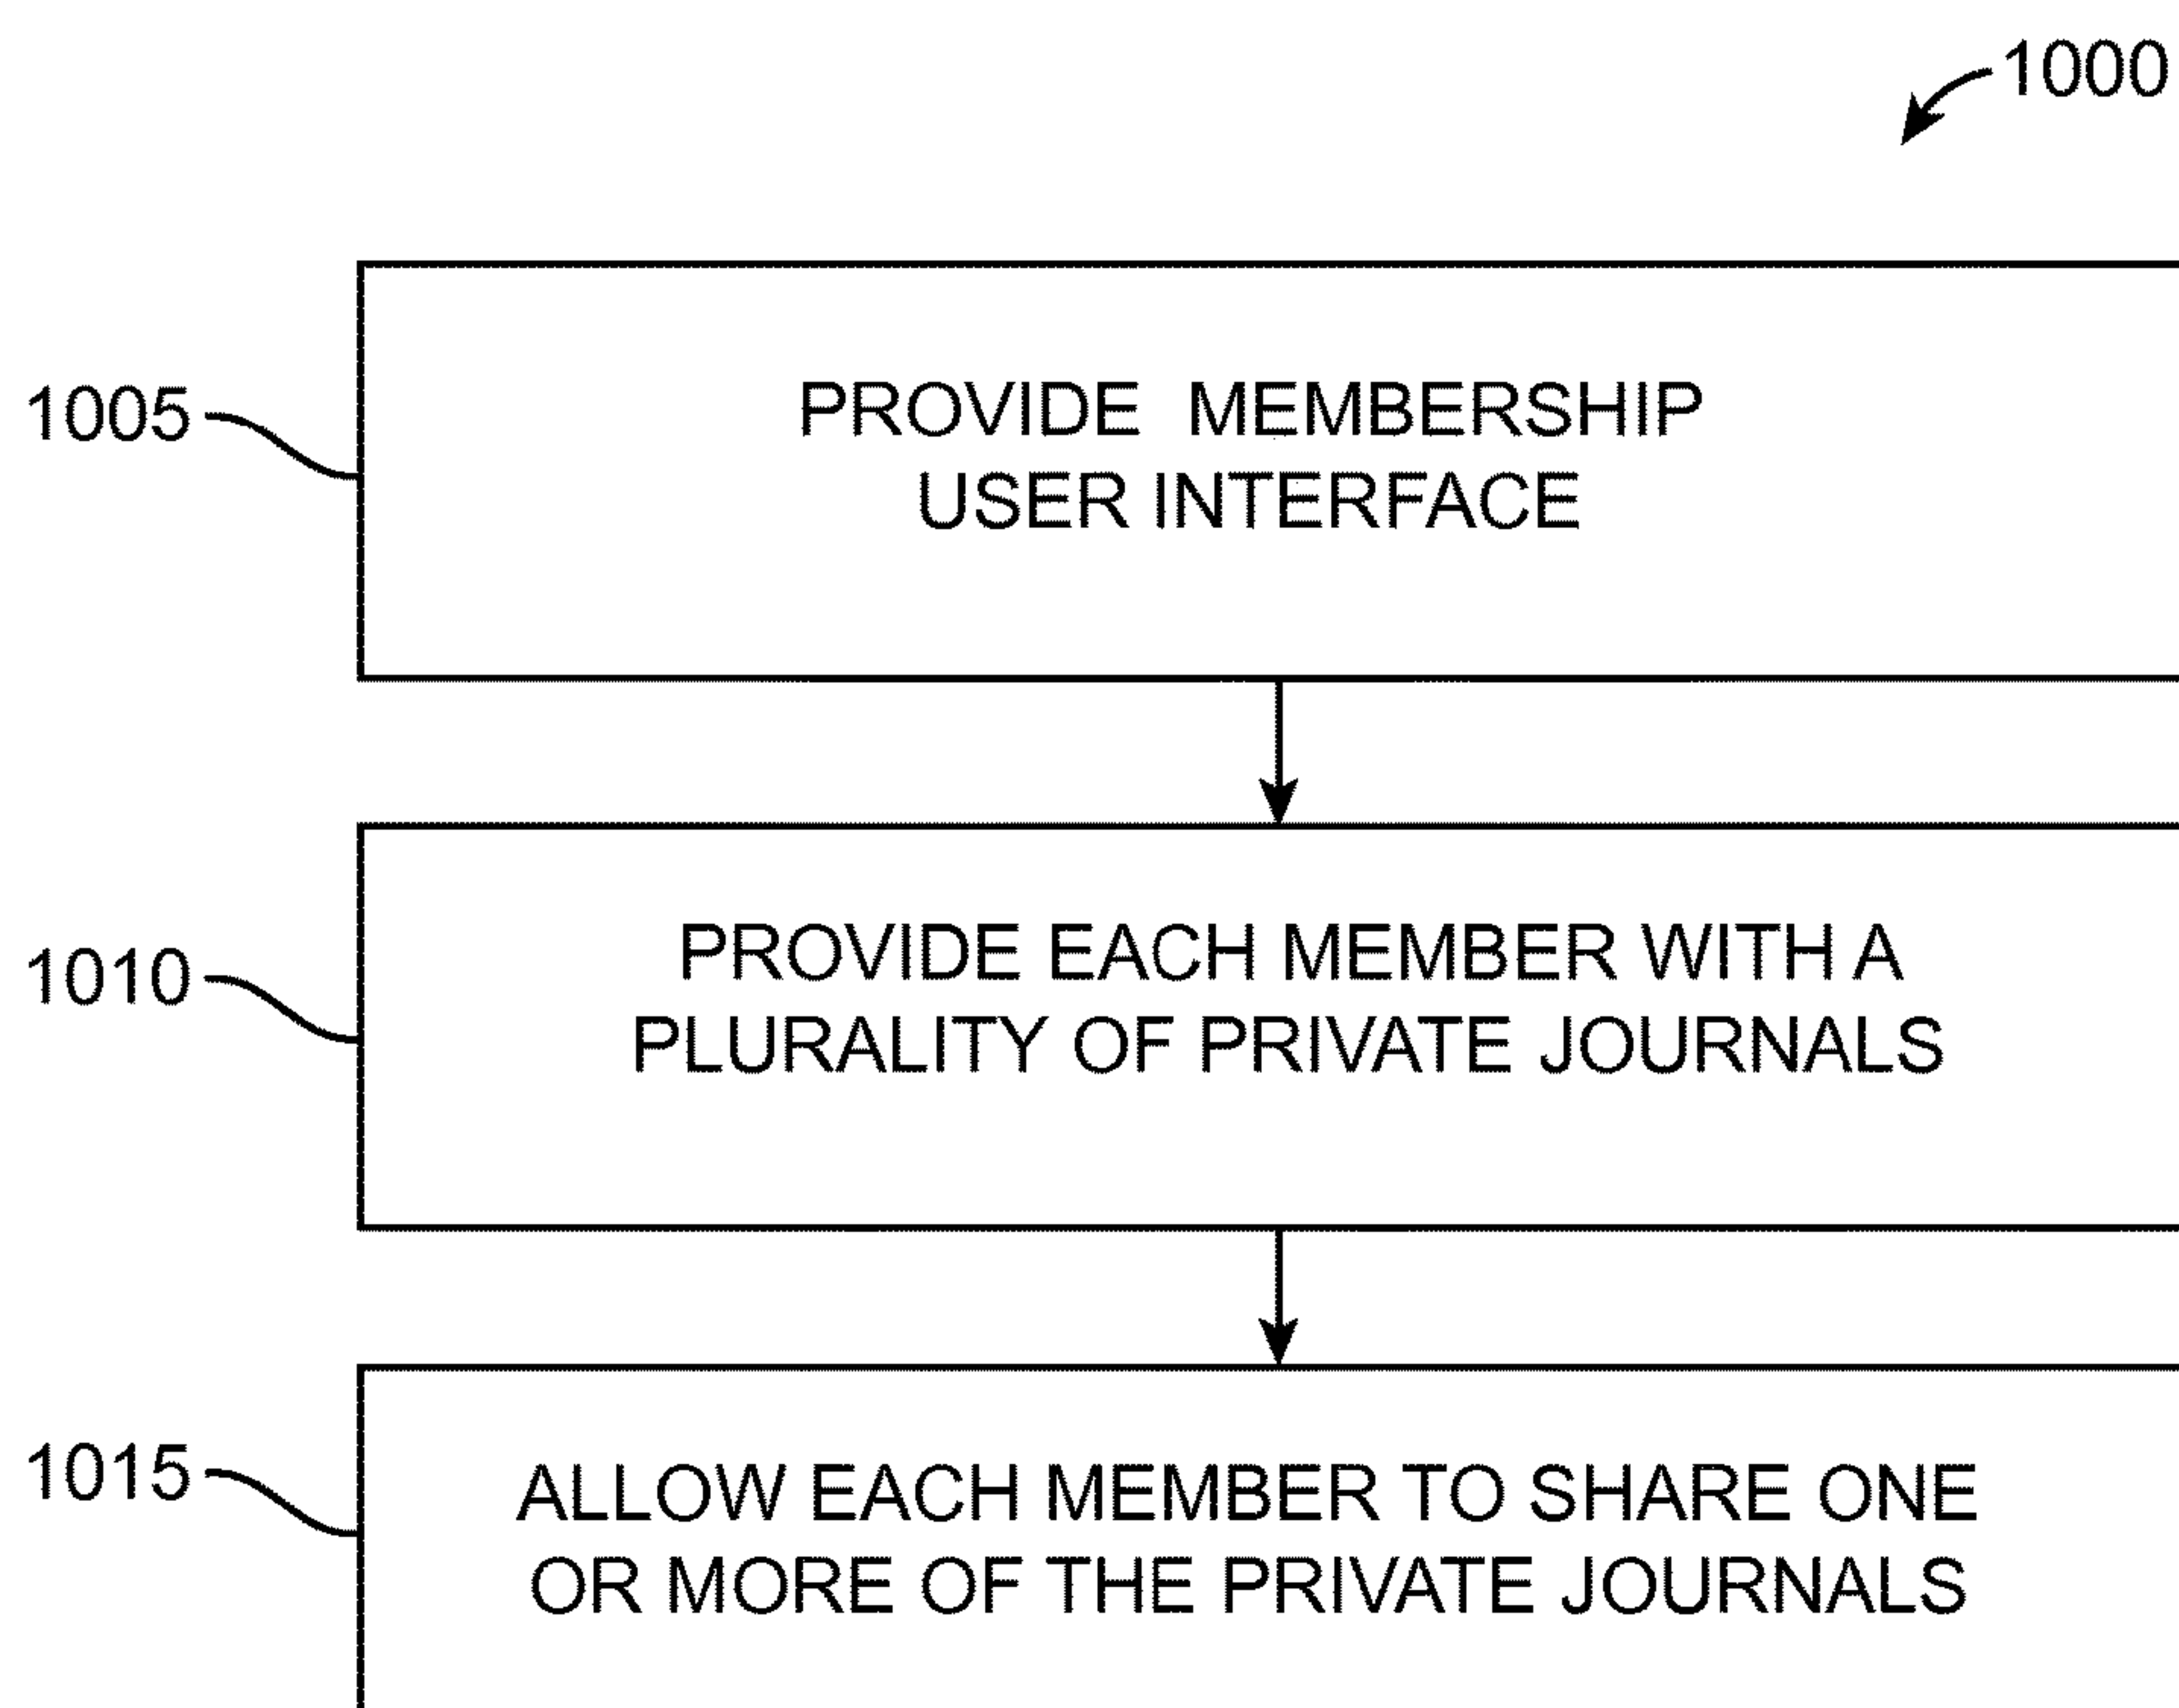 1000
1005
PROVIDE MEMBERSHIP
USER INTERFACE
1010
PROVIDE EACH MEMBER WITH A
PLURALITY OF PRIVATE JOURNALS
1015
ALLOW EACH MEMBER TO SHARE ONE
OR MORE OF THE PRIVATE JOURNALS